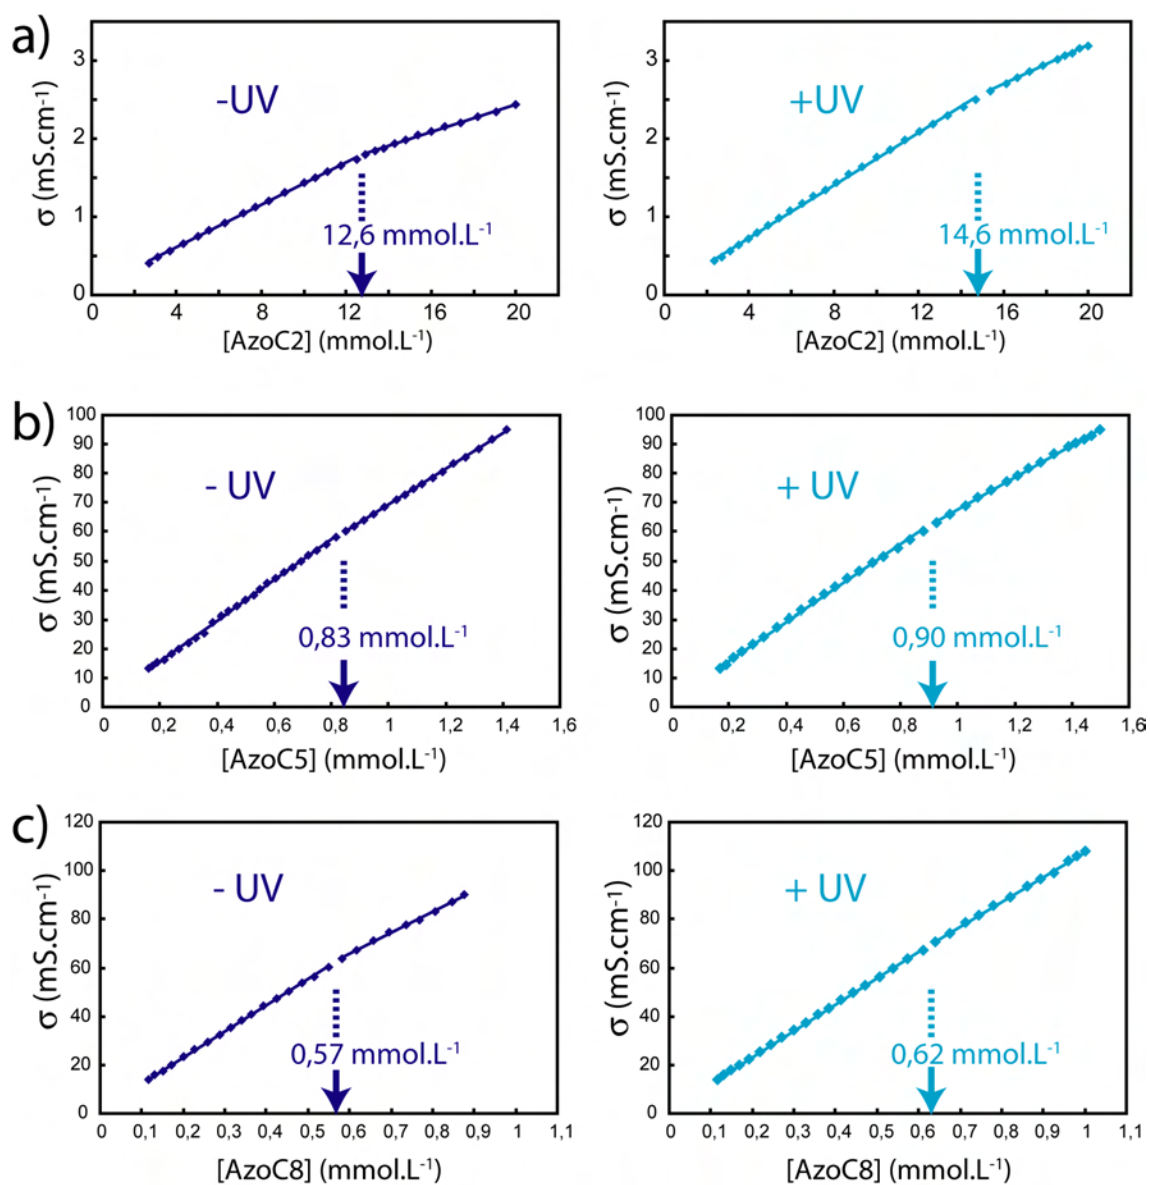 a)
σ (mS.cm-1)
3
2
1
0
-UV
12,6 mmol.L-1
0 4 8 12 16 20
[AzoC2] (mmol.L-1)
σ (mS.cm-1)
3
2
1
0
+UV
14,6 mmol.L-1
0 4 8 12 16 20
[AzoC2] (mmol.L-1)
b)
σ (mS.cm-1)
100
90
80
70
60
50
40
30
20
10
0
- UV
0,83 mmol.L-1
0 0,2 0,4 0,6 0,8 1 1,2 1,4 1,6
[AzoC5] (mmol.L-1)
σ (mS.cm-1)
100
90
80
70
60
50
40
30
20
10
0
+ UV
0,90 mmol.L-1
0 0,2 0,4 0,6 0,8 1 1,2 1,4 1,6
[AzoC5] (mmol.L-1)
c)
σ (mS.cm-1)
120
100
80
60
40
20
0
- UV
0,57 mmol.L-1
0 0,1 0,2 0,3 0,4 0,5 0,6 0,7 0,8 0,9 1 1,1
[AzoC8] (mmol.L-1)
σ (mS.cm-1)
120
100
80
60
40
20
0
+ UV
0,62 mmol.L-1
0 0,1 0,2 0,3 0,4 0,5 0,6 0,7 0,8 0,9 1 1,1
[AzoC8] (mmol.L-1)